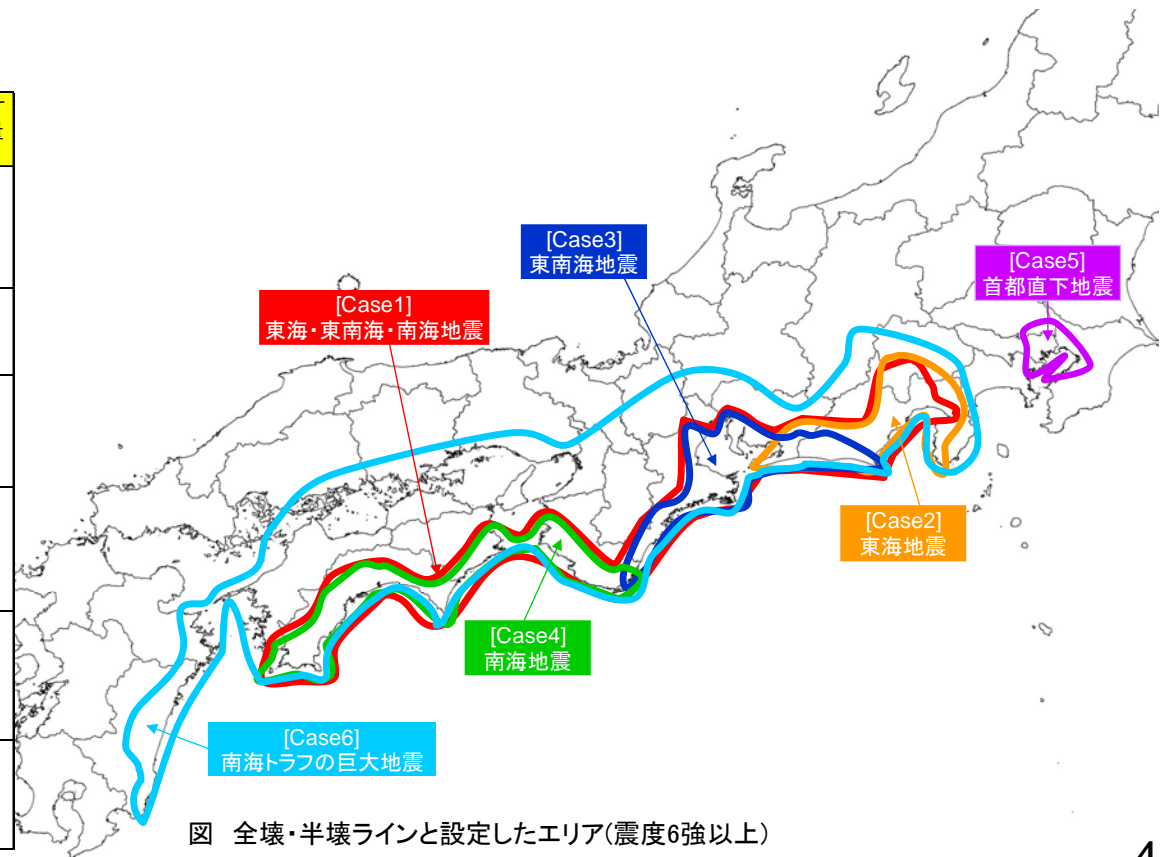 [Case3]
東南海地震
[Case5]
首都直下地震
[Case1]
東海・東南海・南海地震
[Case2]
東海地震
[Case4]
南海地震
[Case6]
南海トラフの巨大地震
図 全壊・半壊ラインと設定したエリア(震度6強以上)
4